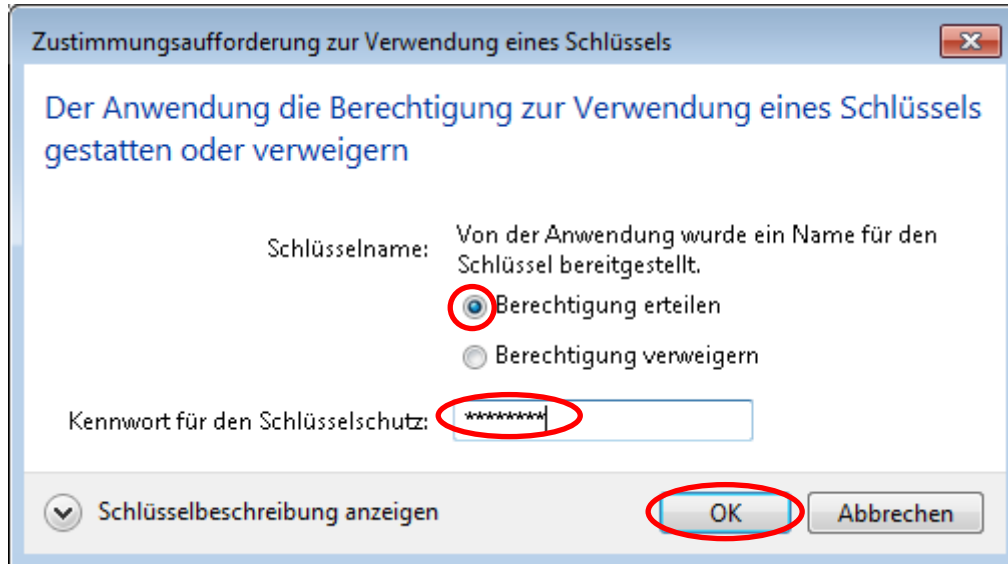 Zustimmungsaufforderung zur Verwendung eines Schlüssels
Der Anwendung die Berechtigung zur Verwendung eines Schlüssels
gestatten oder verweigern
Schlüsselname:
Von der Anwendung wurde ein Name für den
Schlüssel bereitgestellt.
Berechtigung erteilen
Berechtigung verweigern
Kennwort für den Schlüsselschutz: ********
Schlüsselbeschreibung anzeigen
OK
Abbrechen